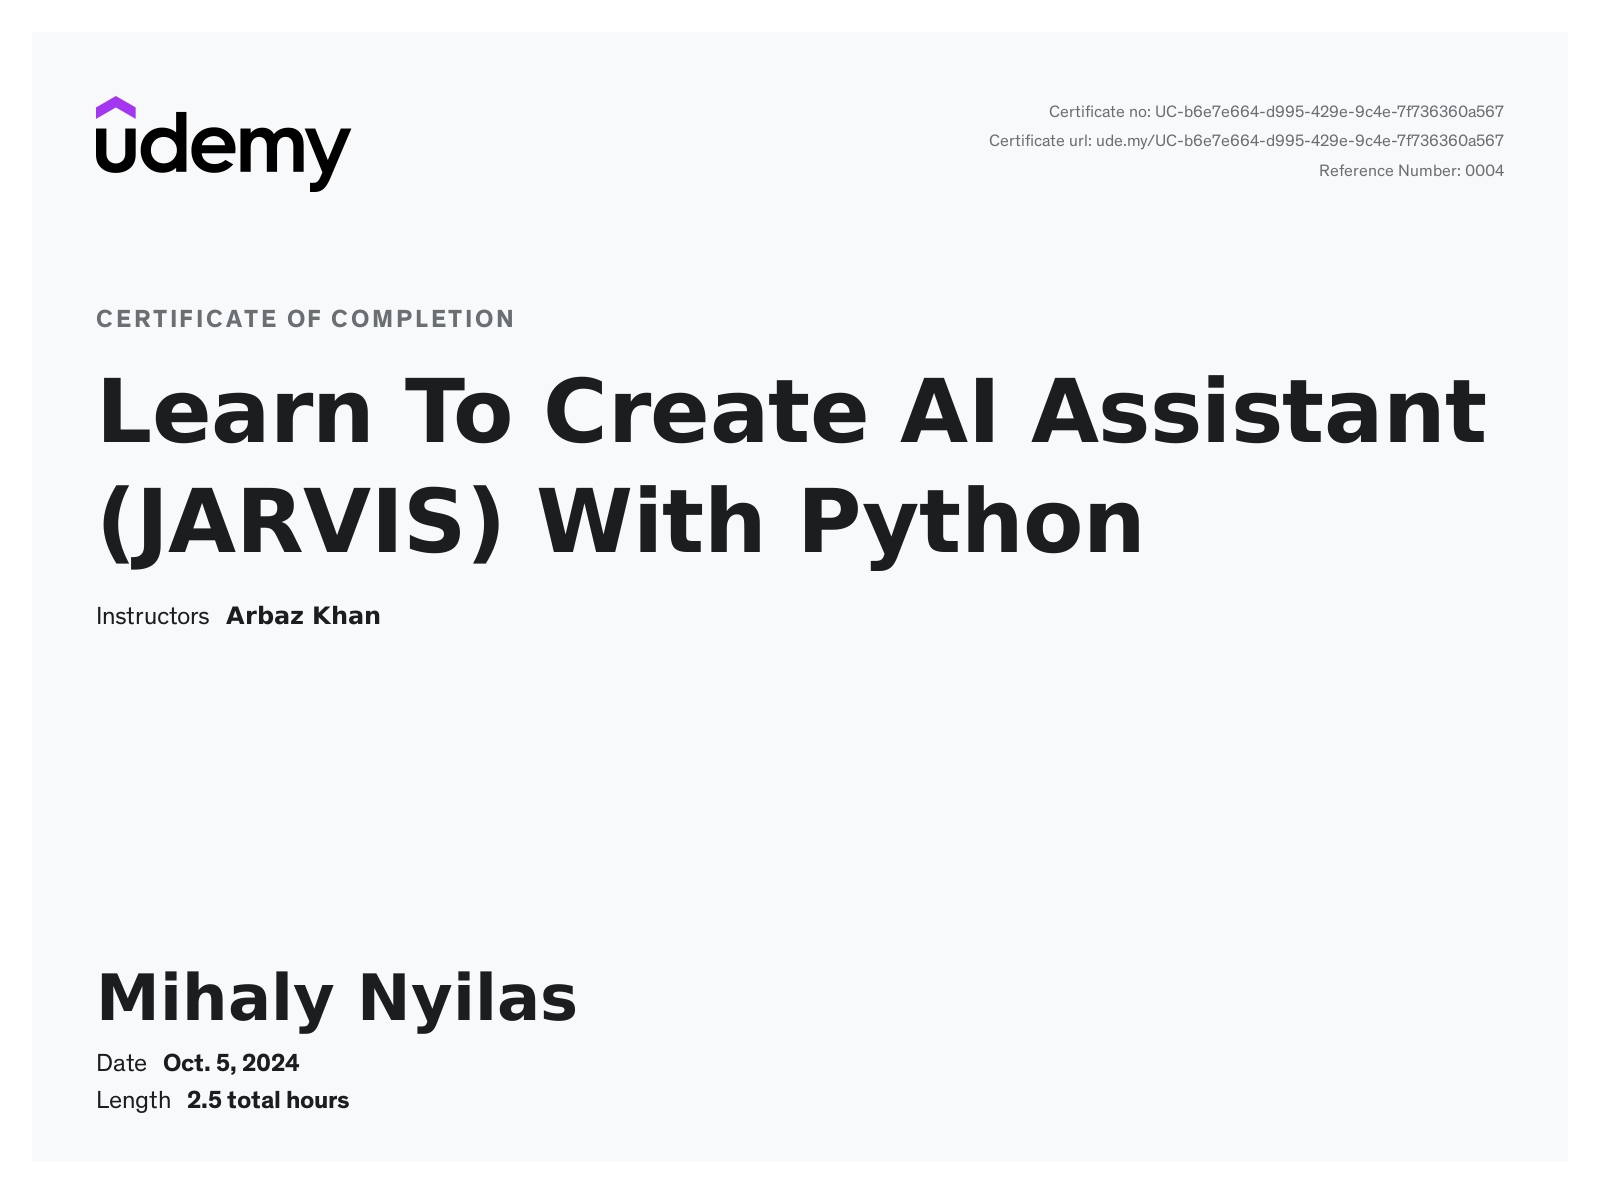 udemy
Certificate no: UC-b6e7e664-d995-429e-9c4e-7f736360a567
Certificate url: ude.my/UC-b6e7e664-d995-429e-9c4e-7f736360a567
Reference Number: 0004
CERTIFICATE OF COMPLETION
Learn To Create AI Assistant
(JARVIS) With Python
Instructors Arbaz Khan
Mihaly Nyilas
Date Oct. 5, 2024
Length 2.5 total hours